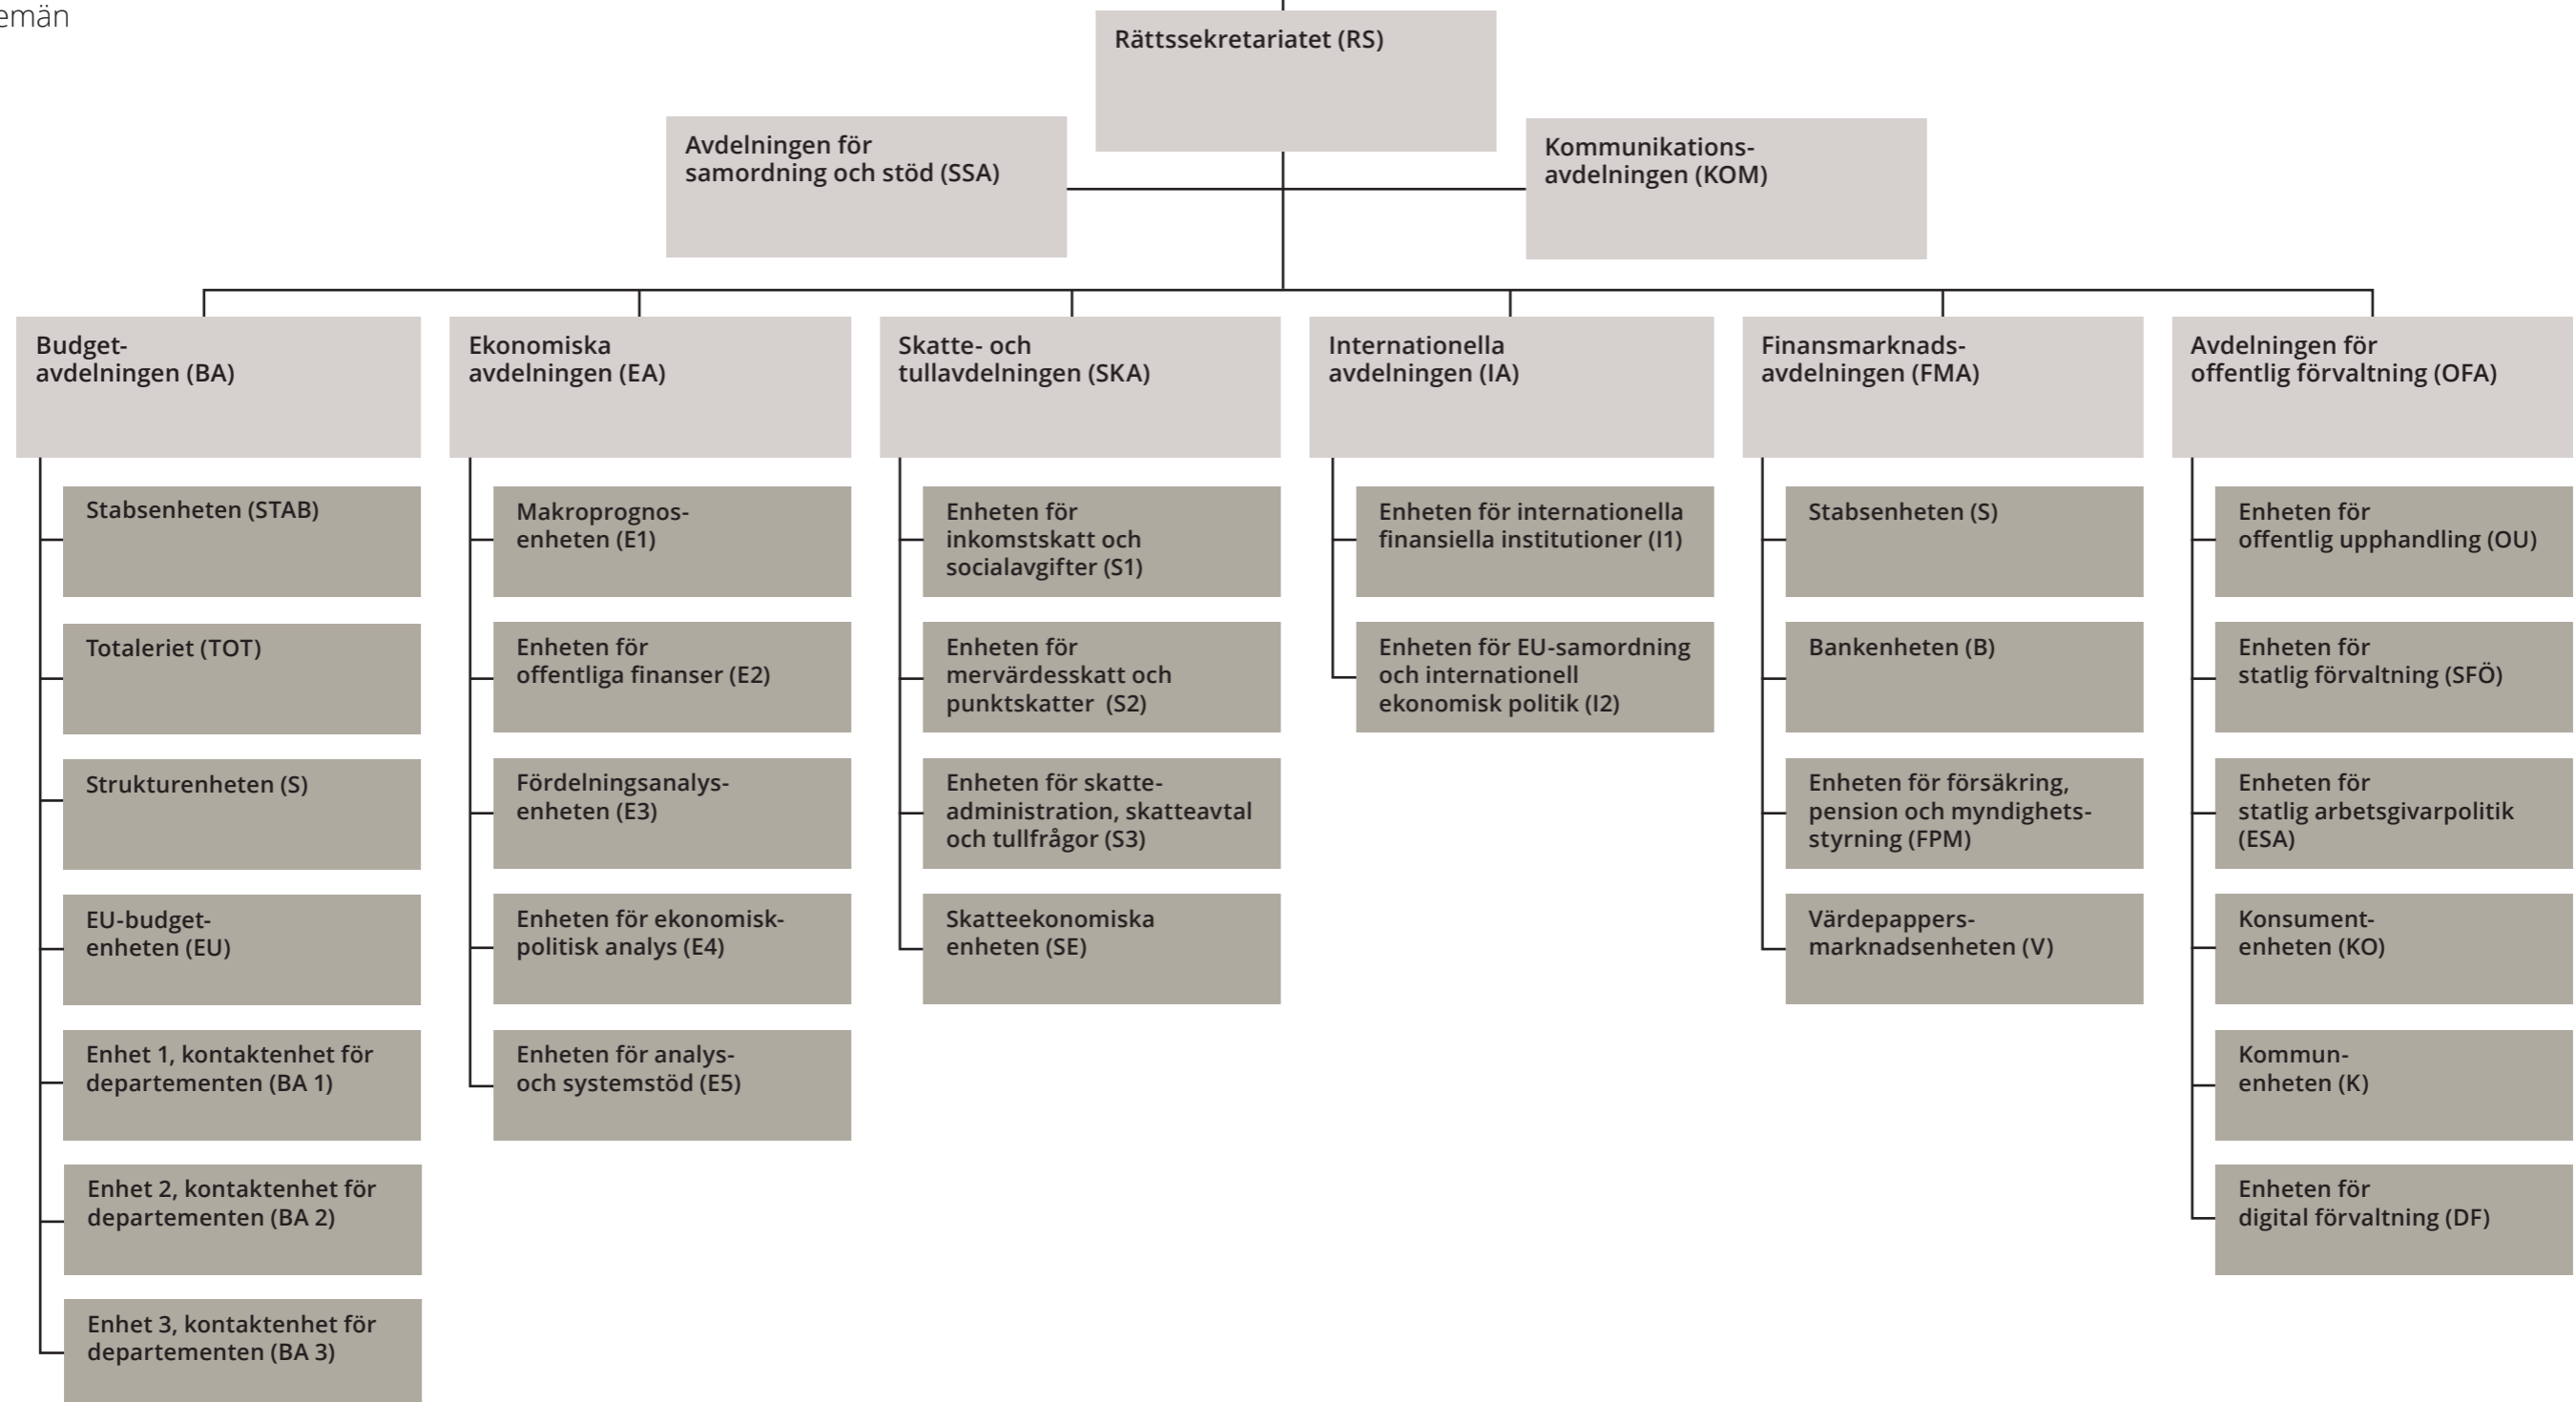 Rättssekretariatet (RS)
Avdelningen för
samordning och stöd (SSA)
Kommunikations-
avdelningen (KOM)
Budget-
avdelningen (BA)
Stabsenheten (STAB)
Totaleriet (TOT)
Strukturenheten (S)
EU-budget-
enheten (EU)
Enhet 1, kontaktenhet för
departementen (BA 1)
Enhet 2, kontaktenhet för
departementen (BA 2)
Enhet 3, kontaktenhet för
departementen (BA 3)
Ekonomiska
avdelningen (EA)
Makroprognos-
enheten (E1)
Enheten för
offentliga finanser (E2)
Fördelningsanalys-
enheten (E3)
Enheten för ekonomisk-
politisk analys (E4)
Enheten för analys-
och systemstöd (E5)
Skatte- och
tullavdelningen (SKA)
Enheten för
inkomstskatt och
socialavgifter (S1)
Enheten för
mervärdesskatt och
punktskatter (S2)
Enheten för skatte-
administration, skatteavtal
och tullfrågor (S3)
Skatteekonomiska
enheten (SE)
Internationella
avdelningen (IA)
Enheten för internationella
finansiella institutioner (I1)
Enheten för EU-samordning
och internationell
ekonomisk politik (I2)
Finansmarknads-
avdelningen (FMA)
Stabsenheten (S)
Bankenheten (B)
Enheten för försäkring,
pension och myndighets-
styrning (FPM)
Värdepappers-
marknadsenheten (V)
Avdelningen för
offentlig förvaltning (OFA)
Enheten för
offentlig upphandling (OU)
Enheten för
statlig förvaltning (SFÖ)
Enheten för
statlig arbetsgivarpolitik
(ESA)
Konsument-
enheten (KO)
Kommun-
enheten (K)
Enheten för
digital förvaltning (DF)